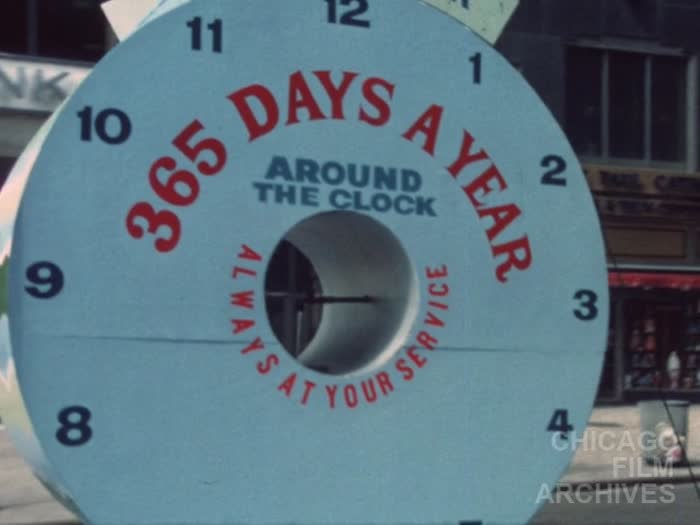 12
11
1
10
2
9
3
8
4
365 DAYS A YEAR
AROUND
THE CLOCK
ALWAYS AT YOUR SERVICE
NK
CHICAGO
FILM
ARCHIVES